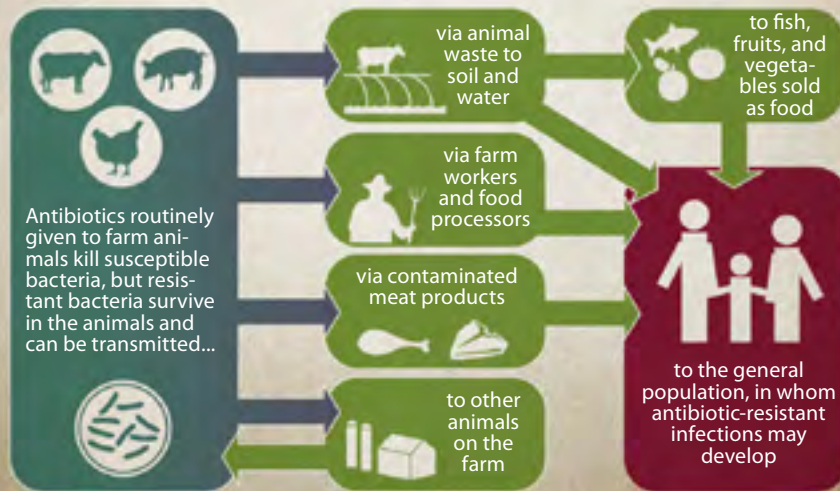 Antibiotics routinely
given to farm ani-
mals kill susceptible
bacteria, but resis-
tant bacteria survive
in the animals and
can be transmitted...
via animal
waste to
soil and
water
to fish,
fruits, and
vegeta-
bles sold
as food
via farm
workers
and food
processors
via contaminated
meat products
to other
animals
on the
farm
to the general
population, in whom
antibiotic-resistant
infections may
develop